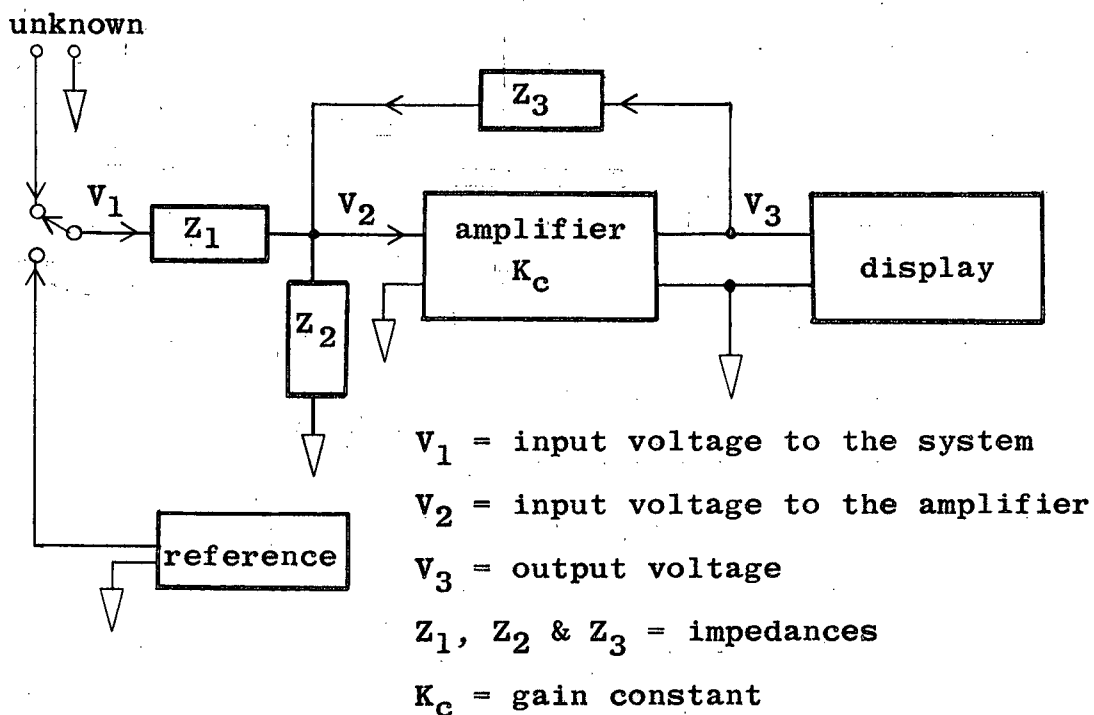 unknown
Z3
V1
Z1
V2
amplifier
Kc
V3
display
Z2
reference
V1 = input voltage to the system
V2 = input voltage to the amplifier
V3 = output voltage
Z1, Z2 & Z3 = impedances
Kc = gain constant